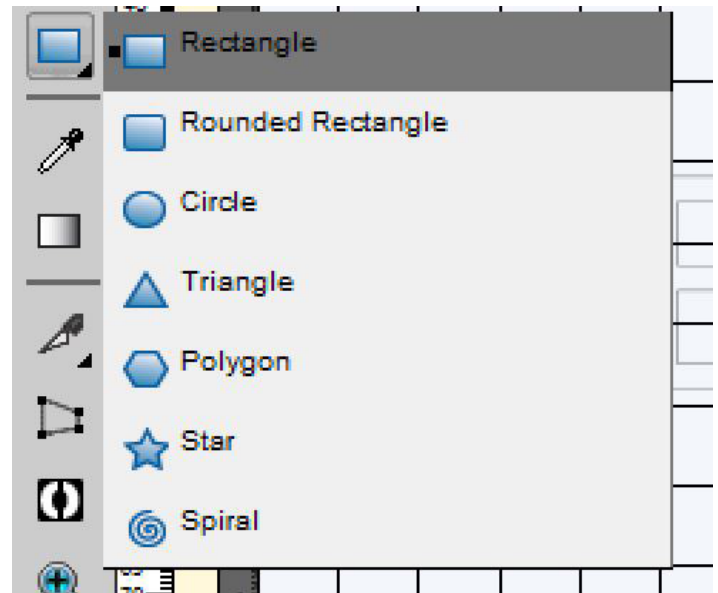 Rectangle
Rounded Rectangle
Circle
Triangle
Polygon
Star
Spiral